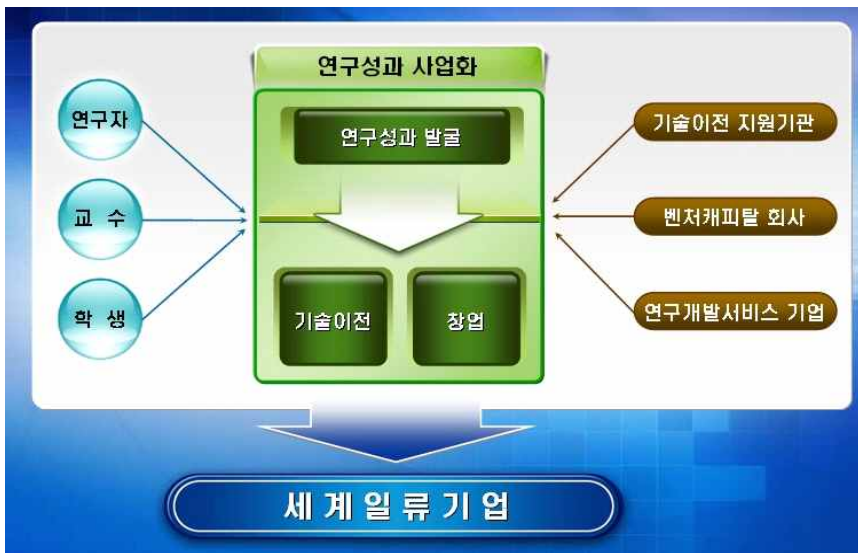 연구성과 사업화
연구자
교 수
학 생
연구성과 발굴
기술이전
창업
기술이전 지원기관
벤처캐피탈 회사
연구개발서비스 기업
세계일류기업